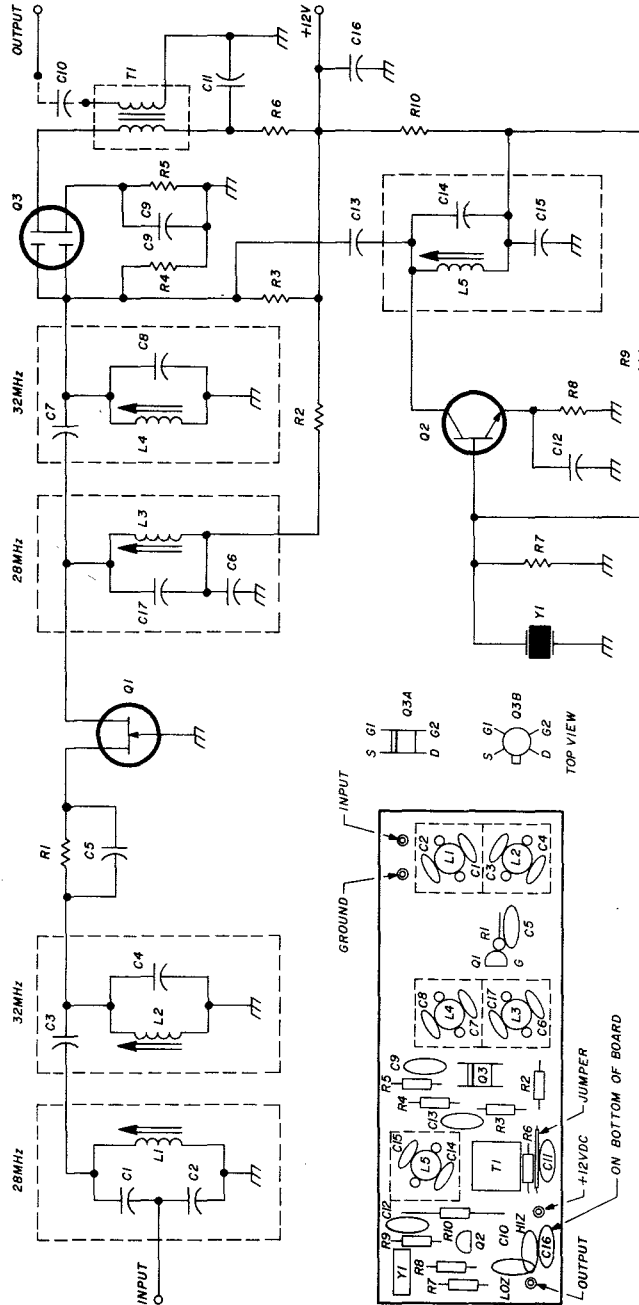 28MHz
32MHz
28MHz
32MHz
OUTPUT
C10
T1
Q3
C3
C7
C11
C1
L1
C4
R1
Q1
L3
C8
R5
C9
C9
R6
C2
L2
C5
C17
L4
R4
+12V
INPUT
C6
R3
C16
R2
R10
C13
C14
L5
C15
Q2
R8
C12
R7
R9
Y1
GROUND
INPUT
S G1
D G2
Q3A
S G1
D G2
Q3B
TOP VIEW
C2
L1
C1
C3
L2
C4
R1
Q1
G
C5
C8
L4
C7
C17
L3
C6
R5
C9
R4
Q3
C13
R3
R2
C15
L5
C14
T1
R6
C11
JUMPER
C12
R9
R10
Y1
Q2
R8
C10
HIZ
R7
LOZ
C16
+12VDC
OUTPUT
ON BOTTOM OF BOARD